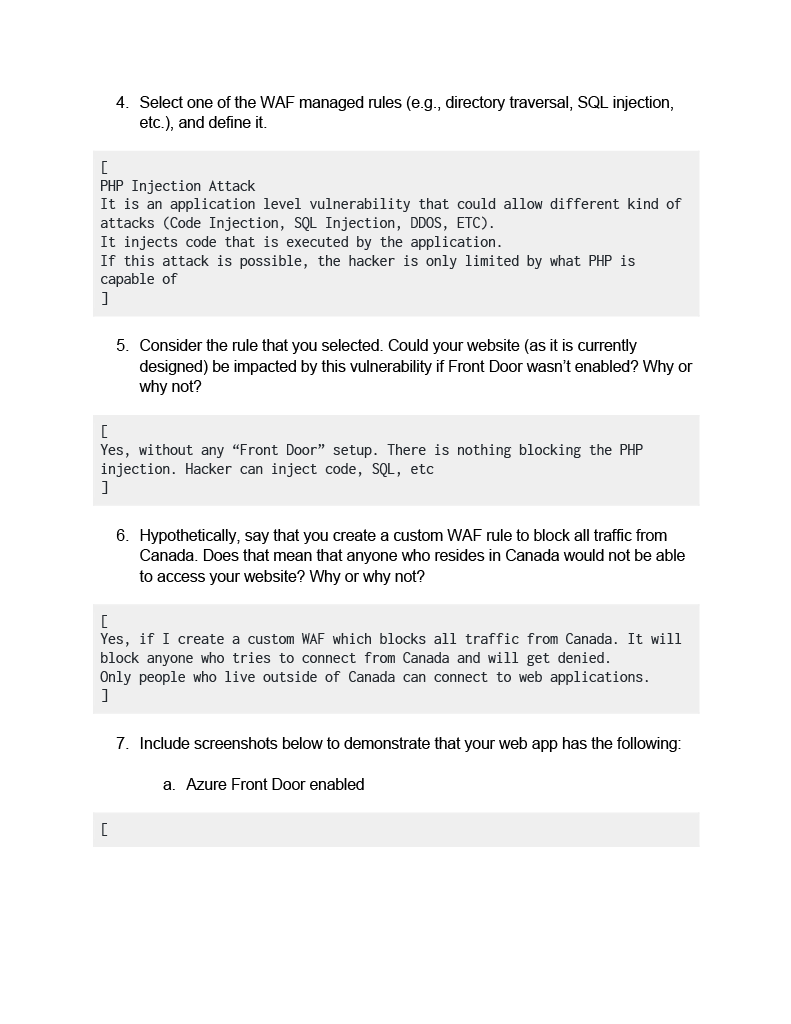 4. Select one of the WAF managed rules (e.g., directory traversal, SQL injection,
etc.), and define it.
[
PHP Injection Attack
It is an application level vulnerability that could allow different kind of
attacks (Code Injection, SQL Injection, DDOS, ETC).
It injects code that is executed by the application.
If this attack is possible, the hacker is only limited by what PHP is
capable of
]
5. Consider the rule that you selected. Could your website (as it is currently
designed) be impacted by this vulnerability if Front Door wasn’t enabled? Why or
why not?
[
Yes, without any “Front Door” setup. There is nothing blocking the PHP
injection. Hacker can inject code, SQL, etc
]
6. Hypothetically, say that you create a custom WAF rule to block all traffic from
Canada. Does that mean that anyone who resides in Canada would not be able
to access your website? Why or why not?
[
Yes, if I create a custom WAF which blocks all traffic from Canada. It will
block anyone who tries to connect from Canada and will get denied.
Only people who live outside of Canada can connect to web applications.
]
7. Include screenshots below to demonstrate that your web app has the following:
a. Azure Front Door enabled
[